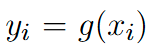 y_i = g(x_i)